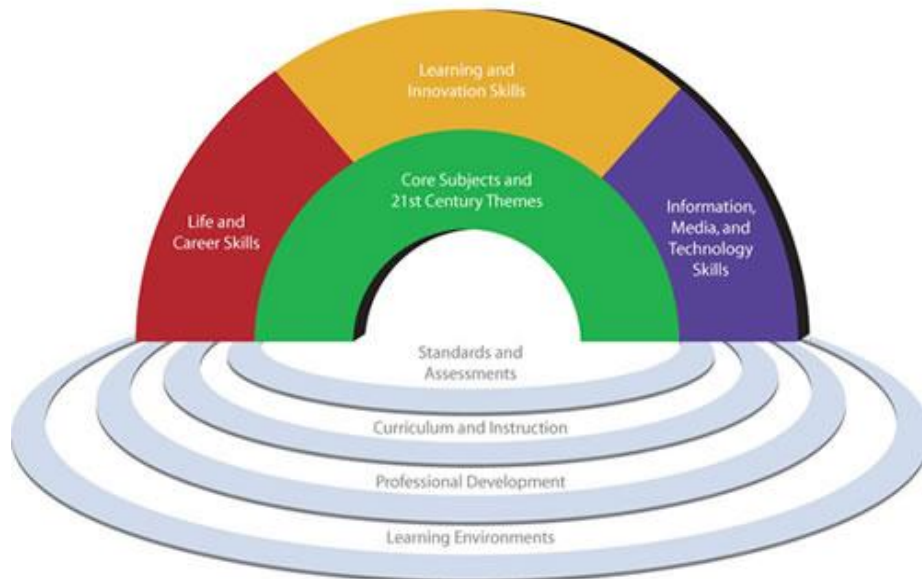 Learning and
Innovation Skills
Core Subjects and
21st Century Themes
Life and
Career Skills
Information,
Media, and
Technology
Skills
Standards and
Assessments
Curriculum and Instruction
Professional Development
Learning Environments